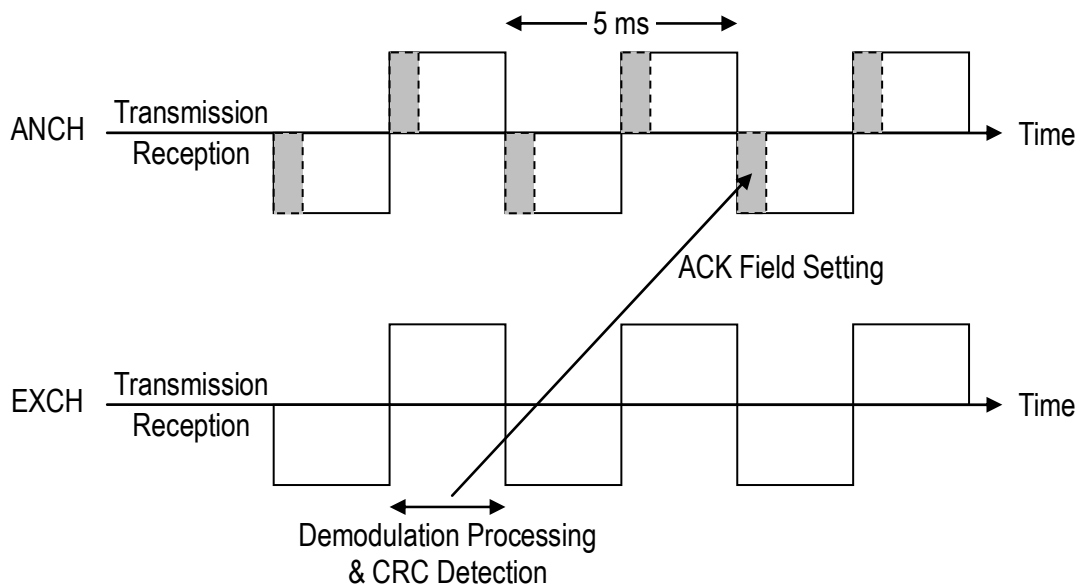 5 ms
Transmission
ANCH
Time
Reception
ACK Field Setting
Transmission
EXCH
Time
Reception
Demodulation Processing
& CRC Detection